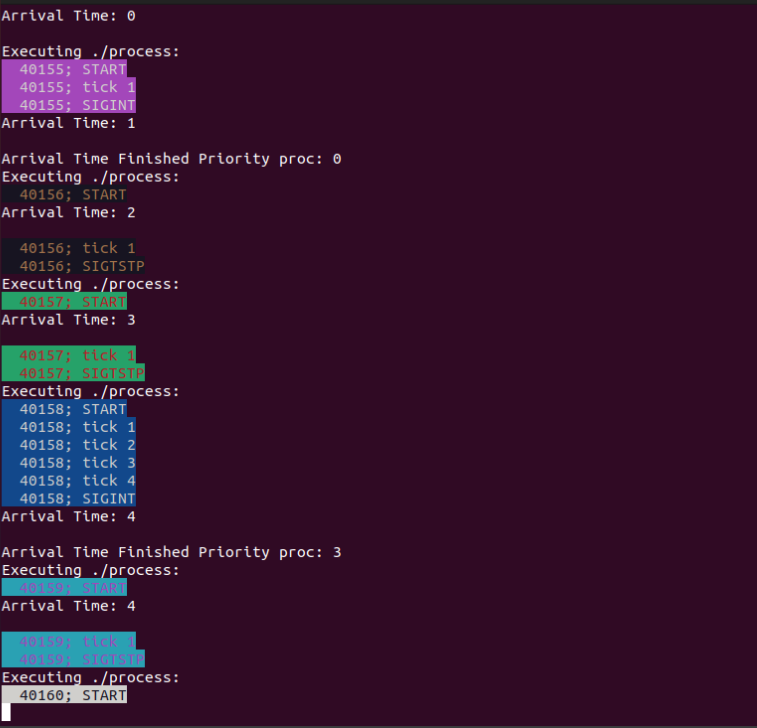 Arrival Time: 0
Executing ./process:
40155; START
40155; tick 1
40155; SIGINT
Arrival Time: 1
Arrival Time Finished Priority proc: 0
Executing ./process:
40156; START
Arrival Time: 2
40156; tick 1
40156; SIGTSTP
Executing ./process:
40157; START
Arrival Time: 3
40157; tick 1
40157; SIGTSTP
Executing ./process:
40158; START
40158; tick 1
40158; tick 2
40158; tick 3
40158; tick 4
40158; SIGINT
Arrival Time: 4
Arrival Time Finished Priority proc: 3
Executing ./process:
40159; START
Arrival Time: 4
40159; tick 1
40159; SIGTSTP
Executing ./process:
40160; START